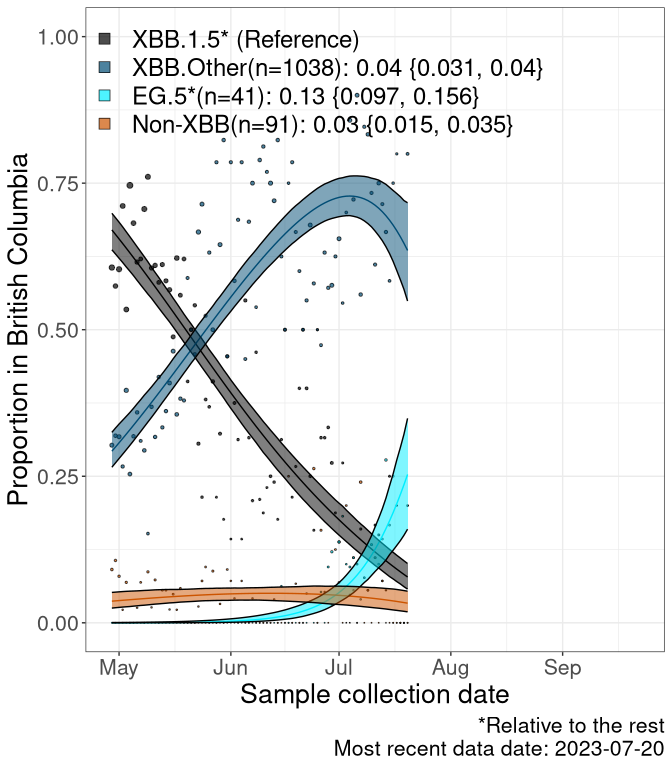 XBB.1.5* (Reference)
XBB.Other(n=1038): 0.04 {0.031, 0.04}
EG.5*(n=41): 0.13 {0.097, 0.156}
Non-XBB(n=91): 0.03 {0.015, 0.035}
1.00
0.75
0.50
0.25
0.00
Proportion in British Columbia
May Jun Jul Aug Sep
Sample collection date
*Relative to the rest
Most recent data date: 2023-07-20